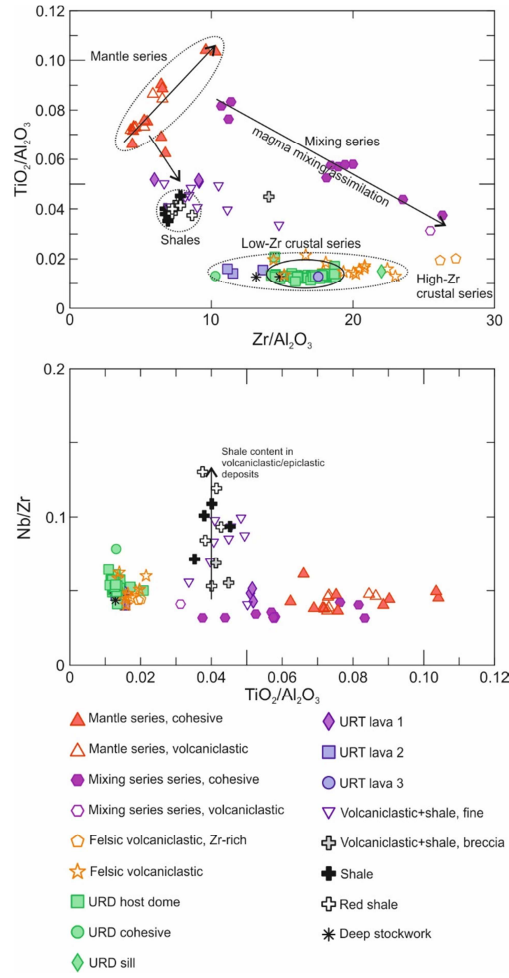 0.12
0.10
0.08
0.06
0.04
0.02
0
TiO2/Al2O3
Mantle series
Mixing series
magma mixing/assimilation
Shales
Low-Zr crustal series
High-Zr
crustal series
0
10
20
30
Zr/Al2O3
0.2
0.1
0
Nb/Zr
Shale content in
volcaniclastic/epiclastic
deposits
0
0.02
0.04
0.06
0.08
0.10
0.12
TiO2/Al2O3
Mantle series, cohesive
Mantle series, volcaniclastic
Mixing series series, cohesive
Mixing series series, volcaniclastic
Felsic volcaniclastic, Zr-rich
Felsic volcaniclastic
URD host dome
URD cohesive
URD sill
URT lava 1
URT lava 2
URT lava 3
Volcaniclastic+shale, fine
Volcaniclastic+shale, breccia
Shale
Red shale
Deep stockwork